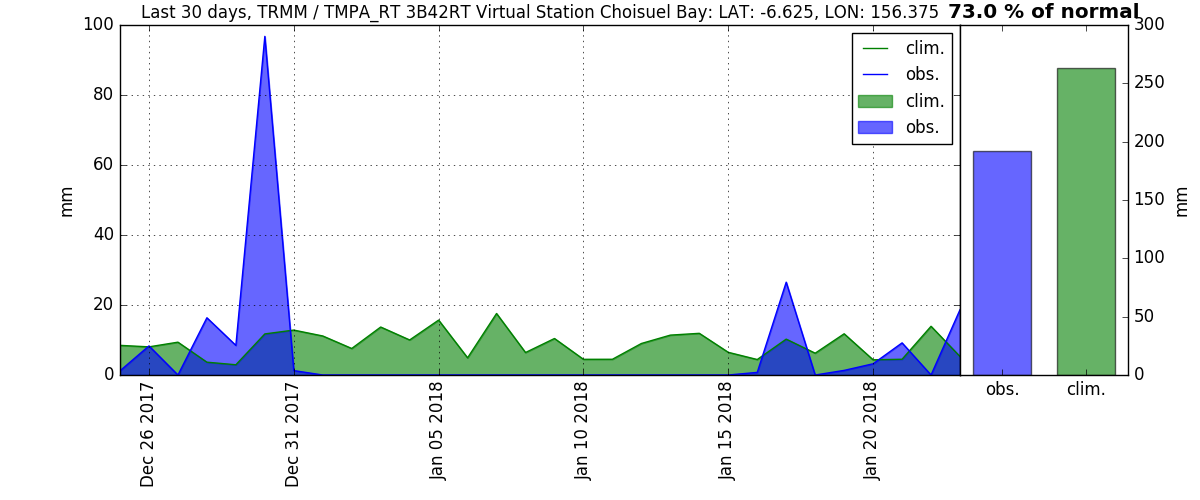 Last 30 days, TRMM / TMPA_RT 3B42RT Virtual Station Choisuel Bay: LAT: -6.625, LON: 156.375 73.0 % of normal
100
80
60
40
20
0
mm
clim.
obs.
clim.
obs.
Dec 26 2017
Dec 31 2017
Jan 05 2018
Jan 10 2018
Jan 15 2018
Jan 20 2018
300
250
200
150
100
50
0
mm
obs.
clim.